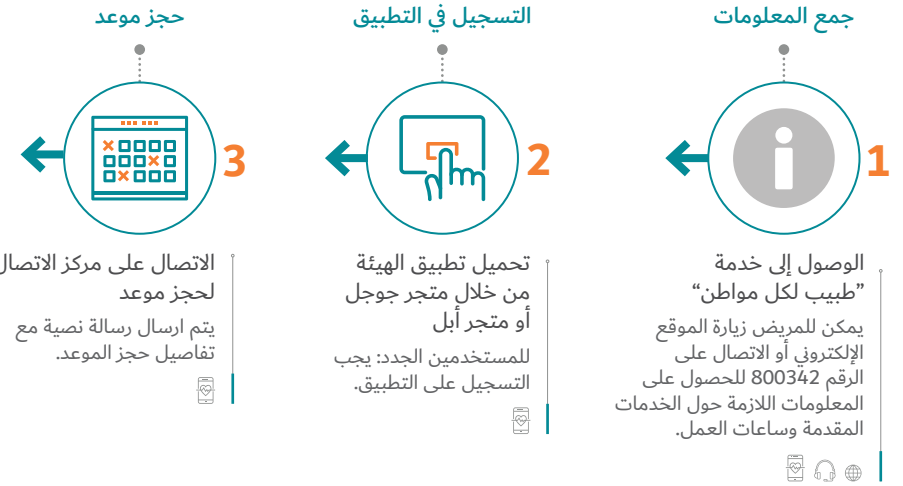 جمع المعلومات
1
الوصول إلى خدمة
”طبيب لكل مواطن“
يمكن للمريض زيارة الموقع
الإلكتروني أو الاتصال على
الرقم 800342 للحصول على
المعلومات اللازمة حول الخدمات
المقدمة وساعات العمل.
التسجيل في التطبيق
2
تحميل تطبيق الهيئة
من خلال متجر جوجل
أو متجر أبل
للمستخدمين الجدد: يجب
التسجيل على التطبيق.
حجز موعد
3
الاتصال على مركز الاتصال
لحجز موعد
يتم ارسال رسالة نصية مع
تفاصيل حجز الموعد.